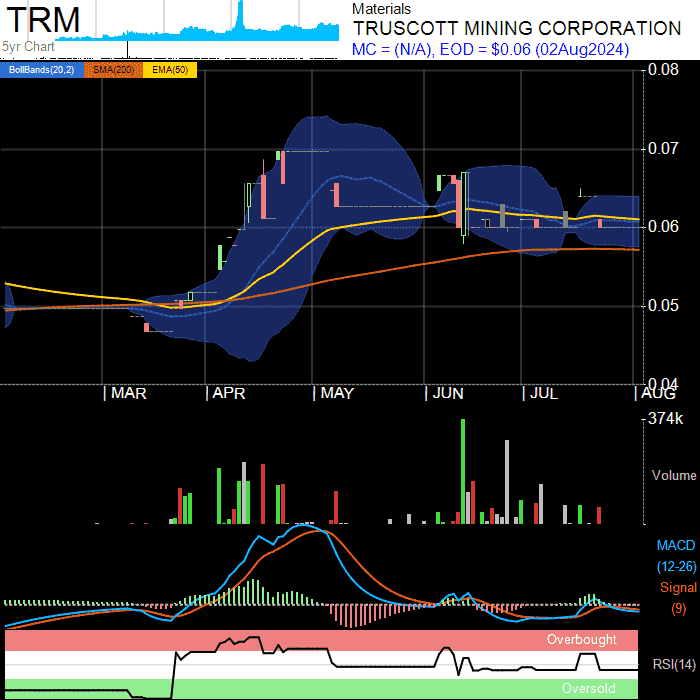 TRM
5yr Chart
Materials
TRUSCOTT MINING CORPORATION
MC = (N/A), EOD = $0.06 (02Aug2024)
BollBands(20,2) SMA(200) EMA(50)
0.08
0.07
0.06
0.05
0.04
MAR APR MAY JUN JUL AUG
374k
Volume
MACD
(12-26)
Signal
(9)
Overbought
RSI(14)
Oversold